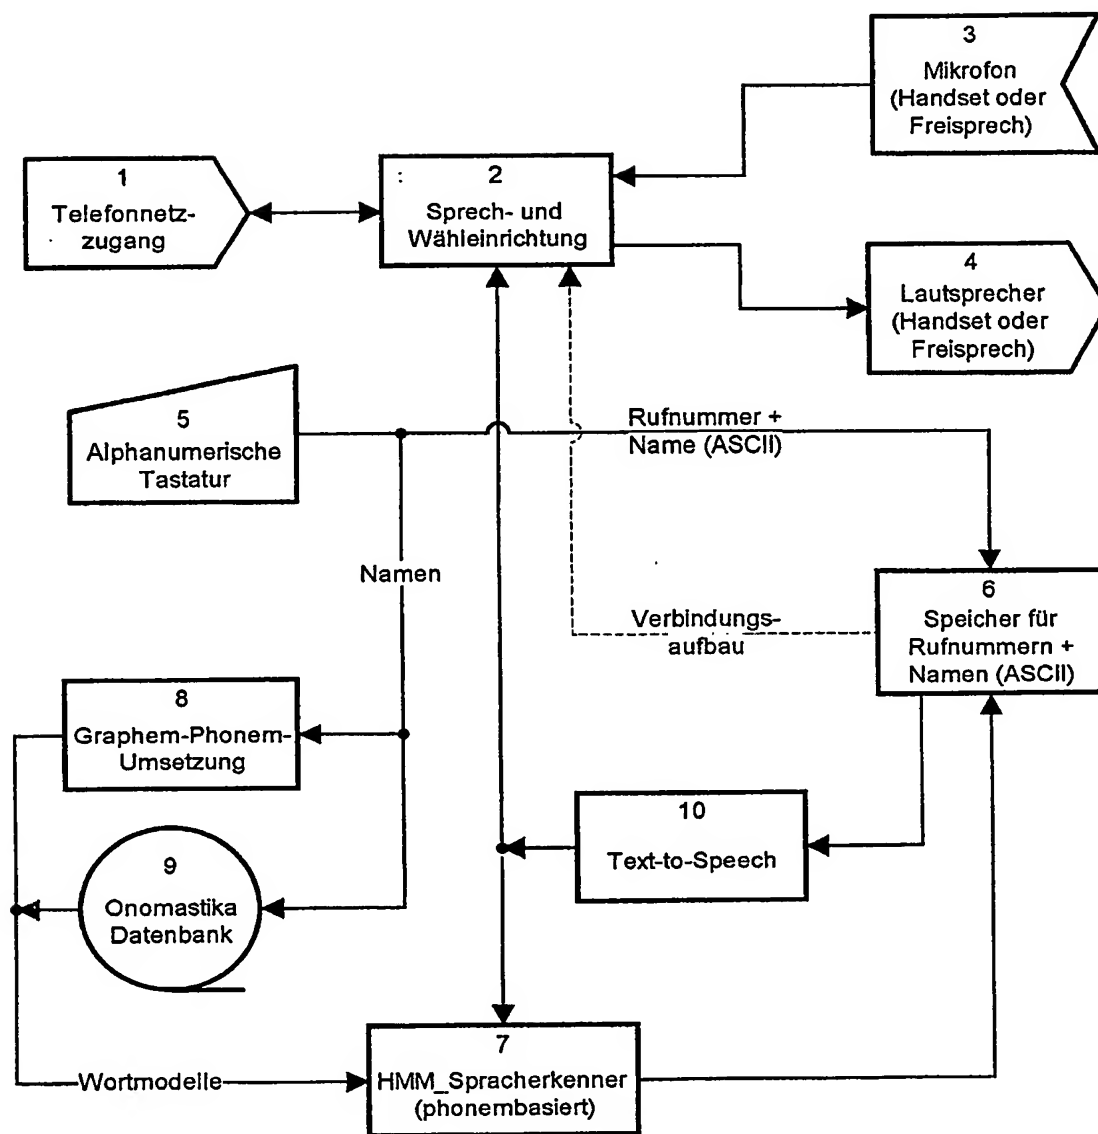 3
Mikrofon
(Handset oder
Freisprech)
1
Telefonnetz-
zugang
2
Sprech- und
Wähleinrichtung
4
Lautsprecher
(Handset oder
Freisprech)
5
Alphanumerische
Tastatur
Rufnummer +
Name (ASCII)
Namen
6
Speicher für
Rufnummern +
Namen (ASCII)
Verbindungs-
aufbau
8
Graphem-Phonem-
Umsetzung
10
Text-to-Speech
9
Onomastika
Datenbank
7
HMM_Spracherkenner
(phonembasiert)
Wortmodelle